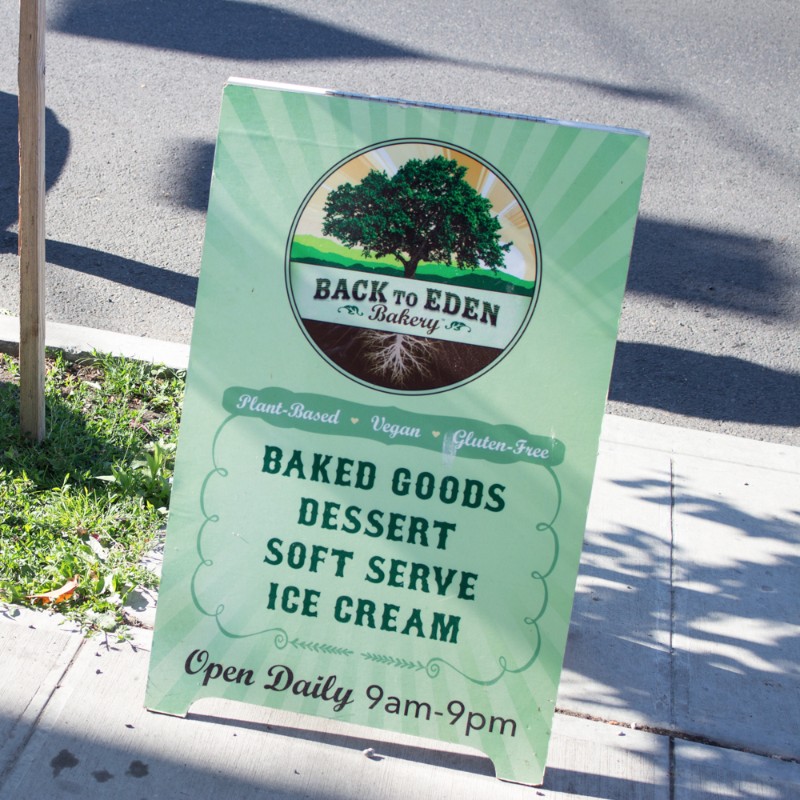 BACK TO EDEN
Bakery
Plant-Based ♥ Vegan ♥ Gluten-Free
BAKED GOODS
DESSERT
SOFT SERVE
ICE CREAM
Open Daily 9am-9pm